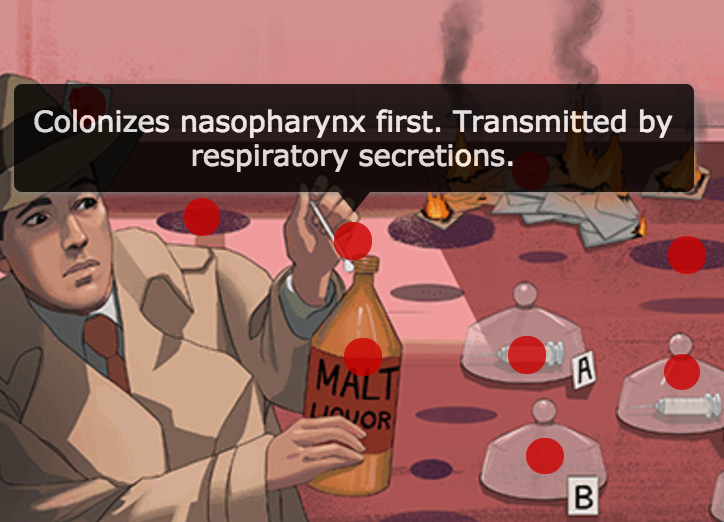 Colonizes nasopharynx first. Transmitted by
respiratory secretions.
MALT
LIQUOR
A
B